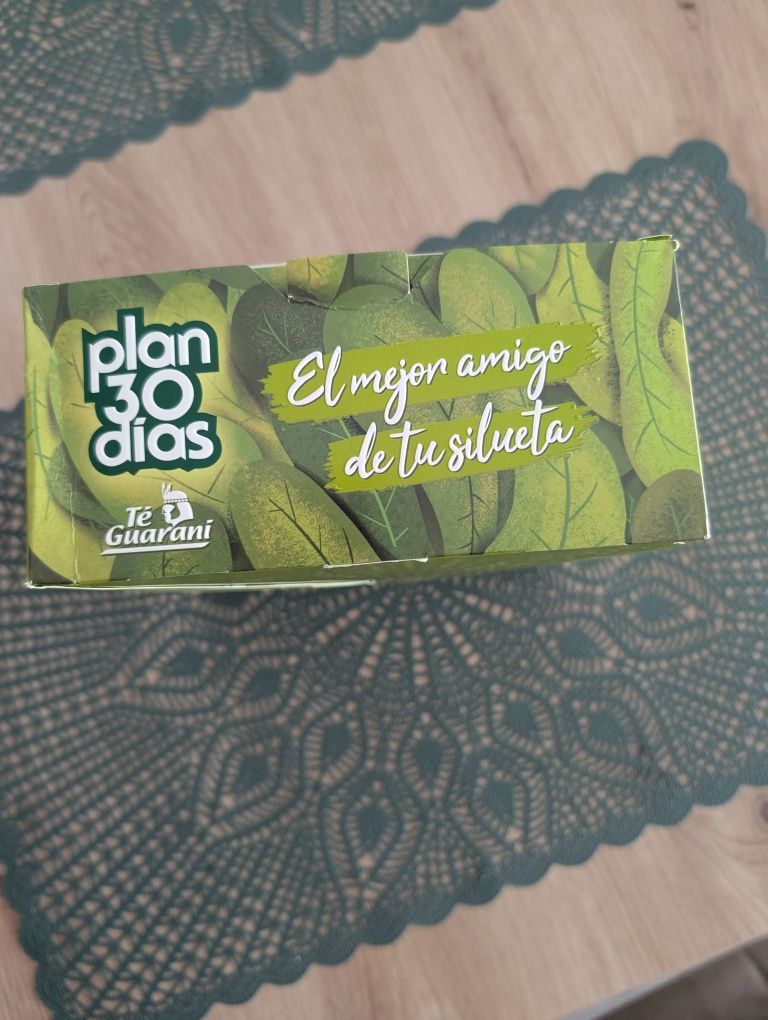 plan
30
días
Té
Guaraní
El mejor amigo
de tu silueta